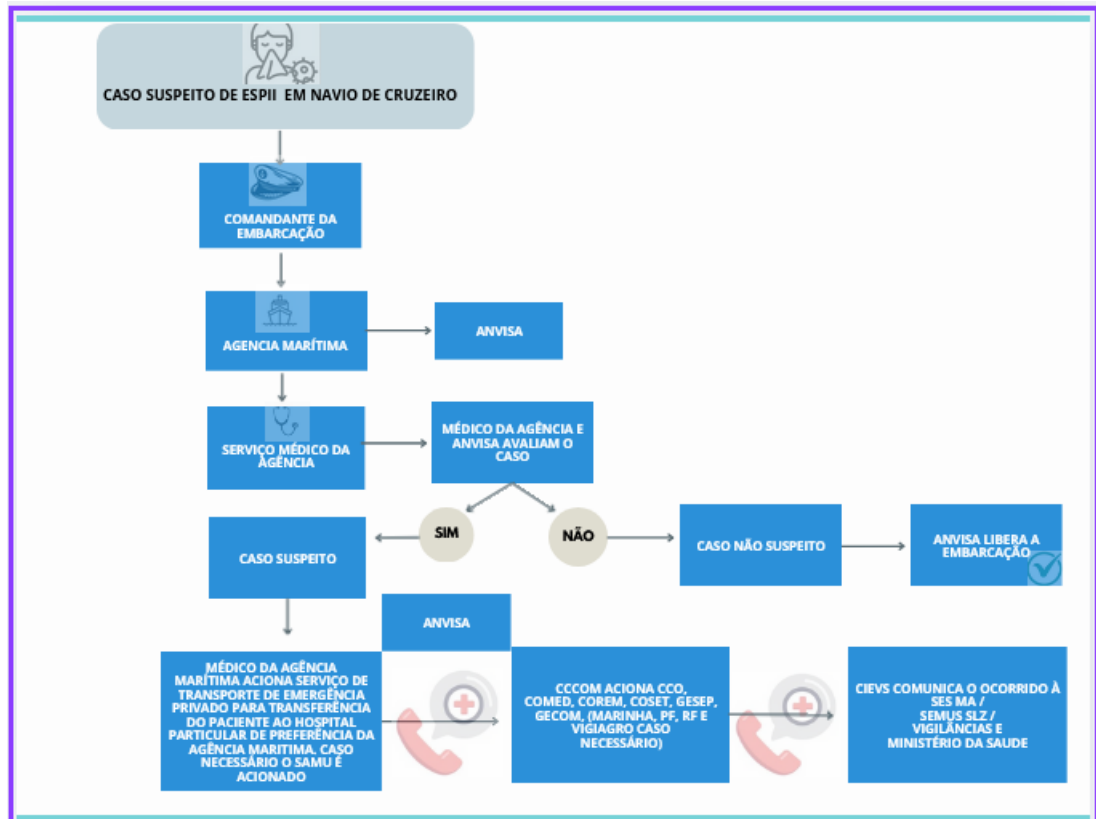 CASO SUSPEITO DE ESPII EM NAVIO DE CRUZEIRO
COMANDANTE DA
EMBARCAÇÃO
AGENCIA MARÍTIMA
ANVISA
SERVIÇO MÉDICO DA
AGÊNCIA
MÉDICO DA AGÊNCIA E
ANVISA AVALIAM O
CASO
SIM
NÃO
CASO SUSPEITO
CASO NÃO SUSPEITO
ANVISA LIBERA A
EMBARCAÇÃO
ANVISA
MÉDICO DA AGÊNCIA
MARÍTIMA ACIONA SERVIÇO DE
TRANSPORTE DE EMERGÊNCIA
PRIVADO PARA TRANSFERÊNCIA
DO PACIENTE AO HOSPITAL
PARTICULAR DE PREFERÊNCIA DA
AGÊNCIA MARITIMA. CASO
NECESSÁRIO O SAMU É
ACIONADO
CCCOM ACIONA CCO,
COMED, COREM, COSET, GESEP,
GECOM, (MARINHA, PF, RF E
VIGIAGRO CASO
NECESSÁRIO)
CIEVS COMUNICA O OCORRIDO À
SES MA /
SEMUS SLZ /
VIGILÂNCIAS E
MINISTÉRIO DA SAUDE